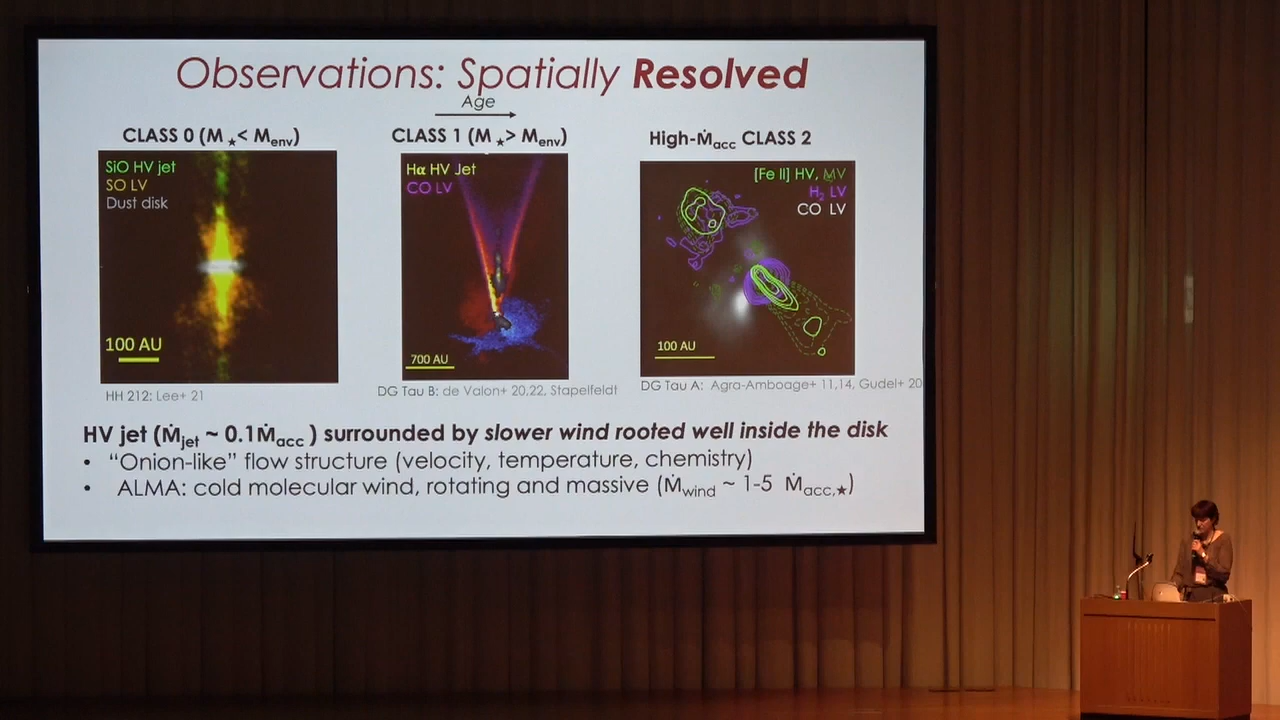 Observations: Spatially Resolved
Age
CLASS 0 (M ⋆< Menv)
CLASS 1 (M ⋆> Menv)
High-Ṁacc CLASS 2
SiO HV jet
SO LV
Dust disk
100 AU
Hα HV Jet
CO LV
700 AU
[Fe II] HV, MV
H2 LV
CO LV
100 AU
HH 212: Lee+ 21
DG Tau B: de Valon+ 20,22, Stapelfeldt
DG Tau A: Agra-Amboage+ 11,14, Gudel+ 20
HV jet (Ṁjet ~ 0.1Ṁacc ) surrounded by slower wind rooted well inside the disk
• “Onion-like” flow structure (velocity, temperature, chemistry)
• ALMA: cold molecular wind, rotating and massive (Ṁwind ~ 1-5 Ṁacc,⋆)